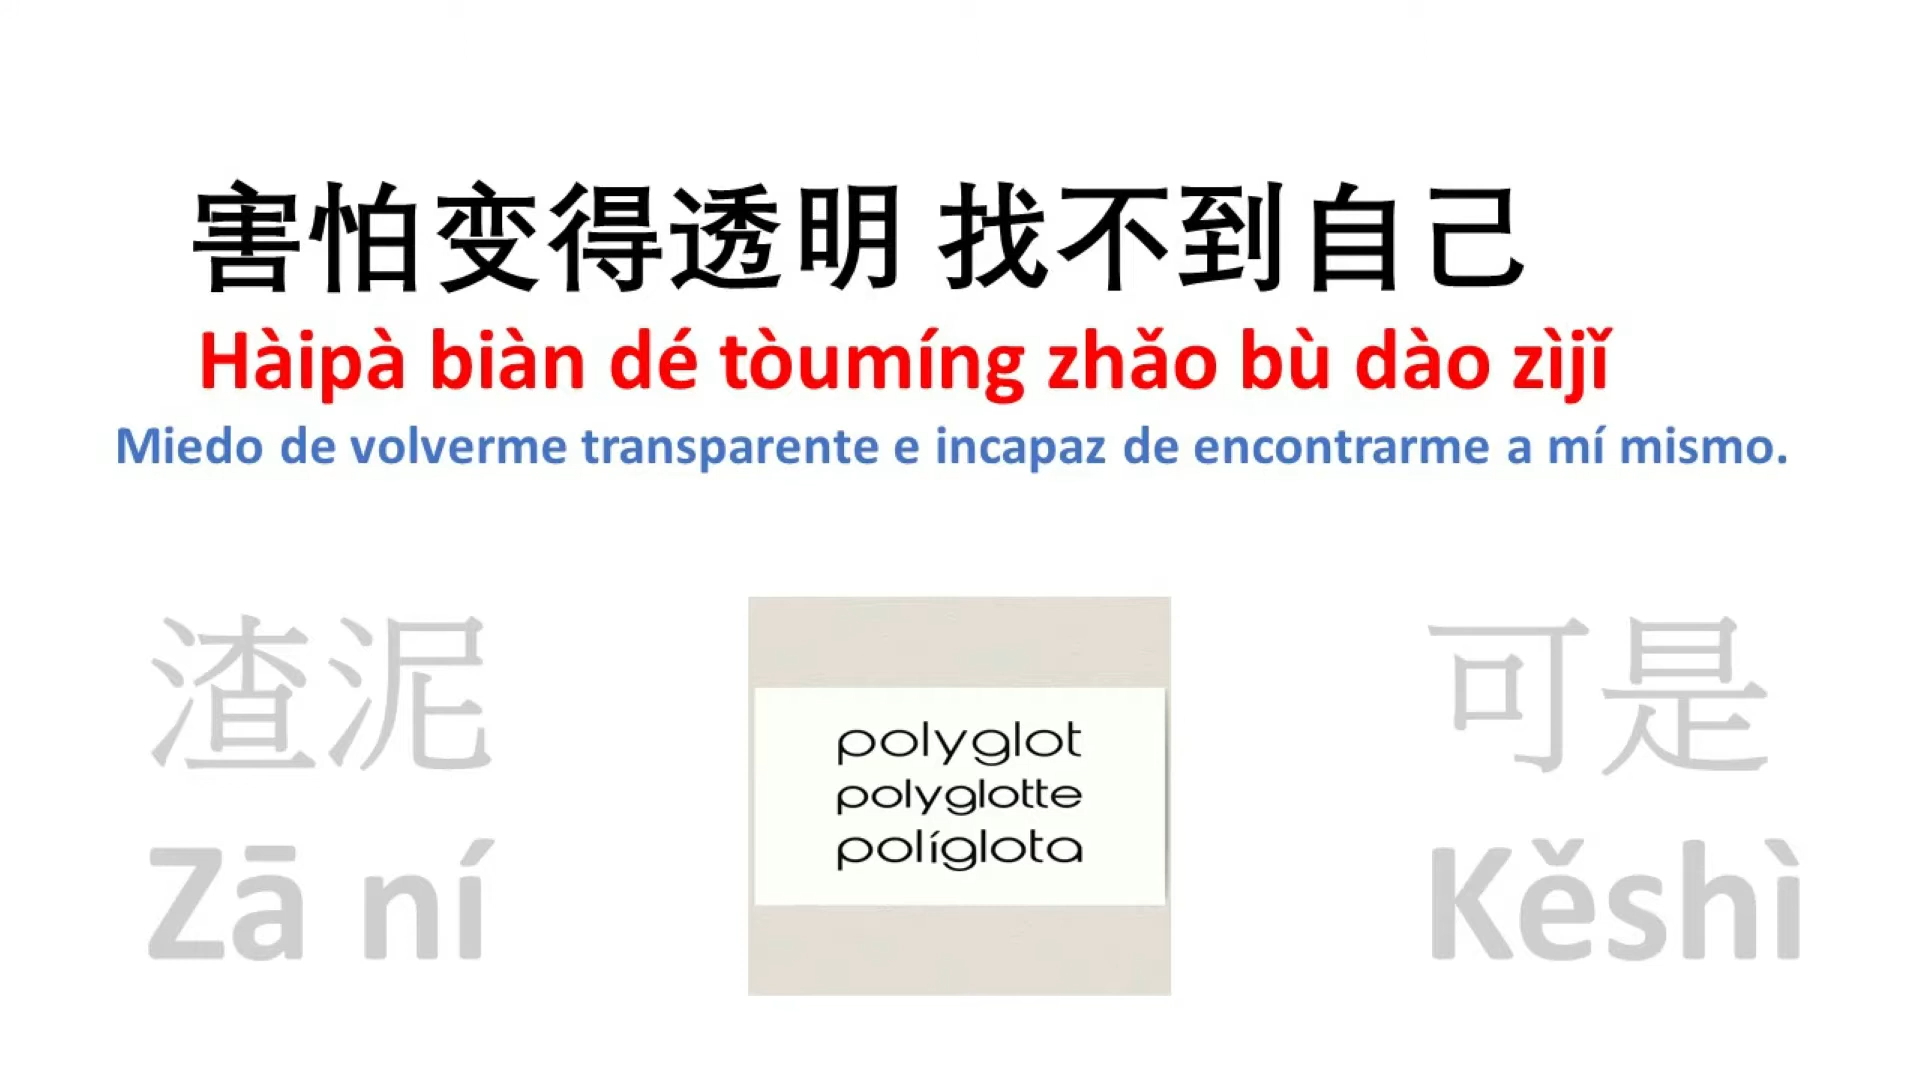 害怕变得透明 找不到自己
Hàipà biàn dé tòumíng zhǎo bù dào zìjǐ
Miedo de volverme transparente e incapaz de encontrarme a mí mismo.
渣泥
Zā ní
polyglot
polyglotte
políglota
可是
Kěshì